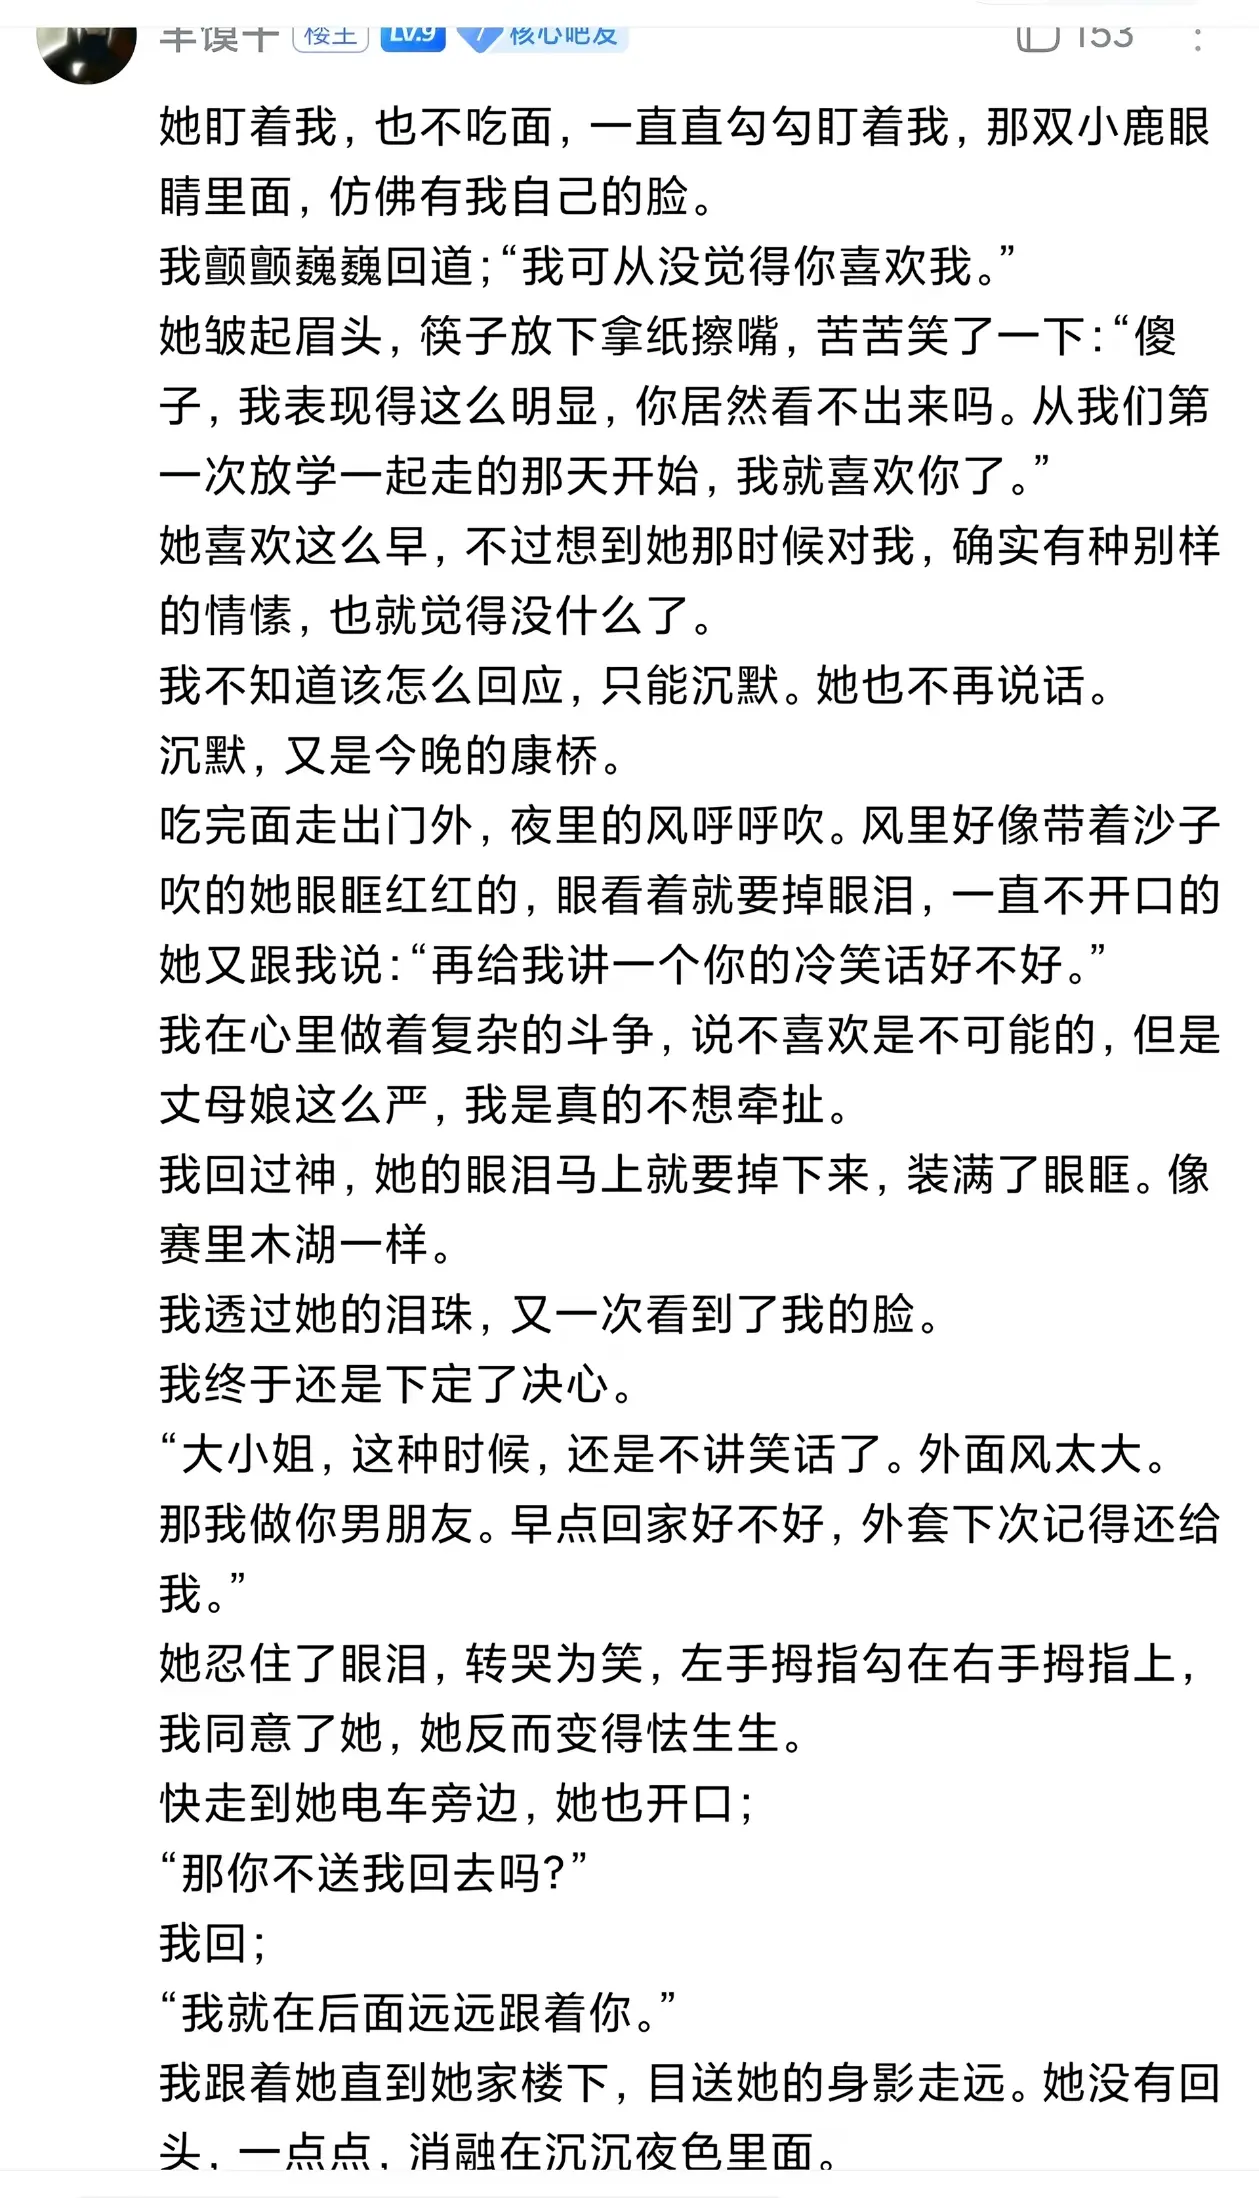 羊馍干 楼主 LV.9 7 核心吧友 153
她盯着我，也不吃面，一直直勾勾盯着我，那双小鹿眼
睛里面，仿佛有我自己的脸。
我颤颤巍巍回道；“我可从没觉得你喜欢我。”
她皱起眉头，筷子放下拿纸擦嘴，苦苦笑了一下：“傻
子，我表现得这么明显，你居然看不出来吗。从我们第
一次放学一起走的那天开始，我就喜欢你了。”
她喜欢这么早，不过想到她那时候对我，确实有种别样
的情愫，也就觉得没什么了。
我不知道该怎么回应，只能沉默。她也不再说话。
沉默，又是今晚的康桥。
吃完面走出门外，夜里的风呼呼吹。风里好像带着沙子
吹的她眼眶红红的，眼看着就要掉眼泪，一直不开口的
她又跟我说：“再给我讲一个你的冷笑话好不好。”
我在心里做着复杂的斗争，说不喜欢是不可能的，但是
丈母娘这么严，我是真的不想牵扯。
我回过神，她的眼泪马上就要掉下来，装满了眼眶。像
赛里木湖一样。
我透过她的泪珠，又一次看到了我的脸。
我终于还是下定了决心。
“大小姐，这种时候，还是不讲笑话了。外面风太大。
那我做你男朋友。早点回家好不好，外套下次记得还给
我。”
她忍住了眼泪，转哭为笑，左手拇指勾在右手拇指上，
我同意了她，她反而变得怯生生。
快走到她电车旁边，她也开口；
“那你不送我回去吗？”
我回；
“我就在后面远远跟着你。”
我跟着她直到她家楼下，目送她的身影走远。她没有回
头，一点点，消融在沉沉夜色里面。